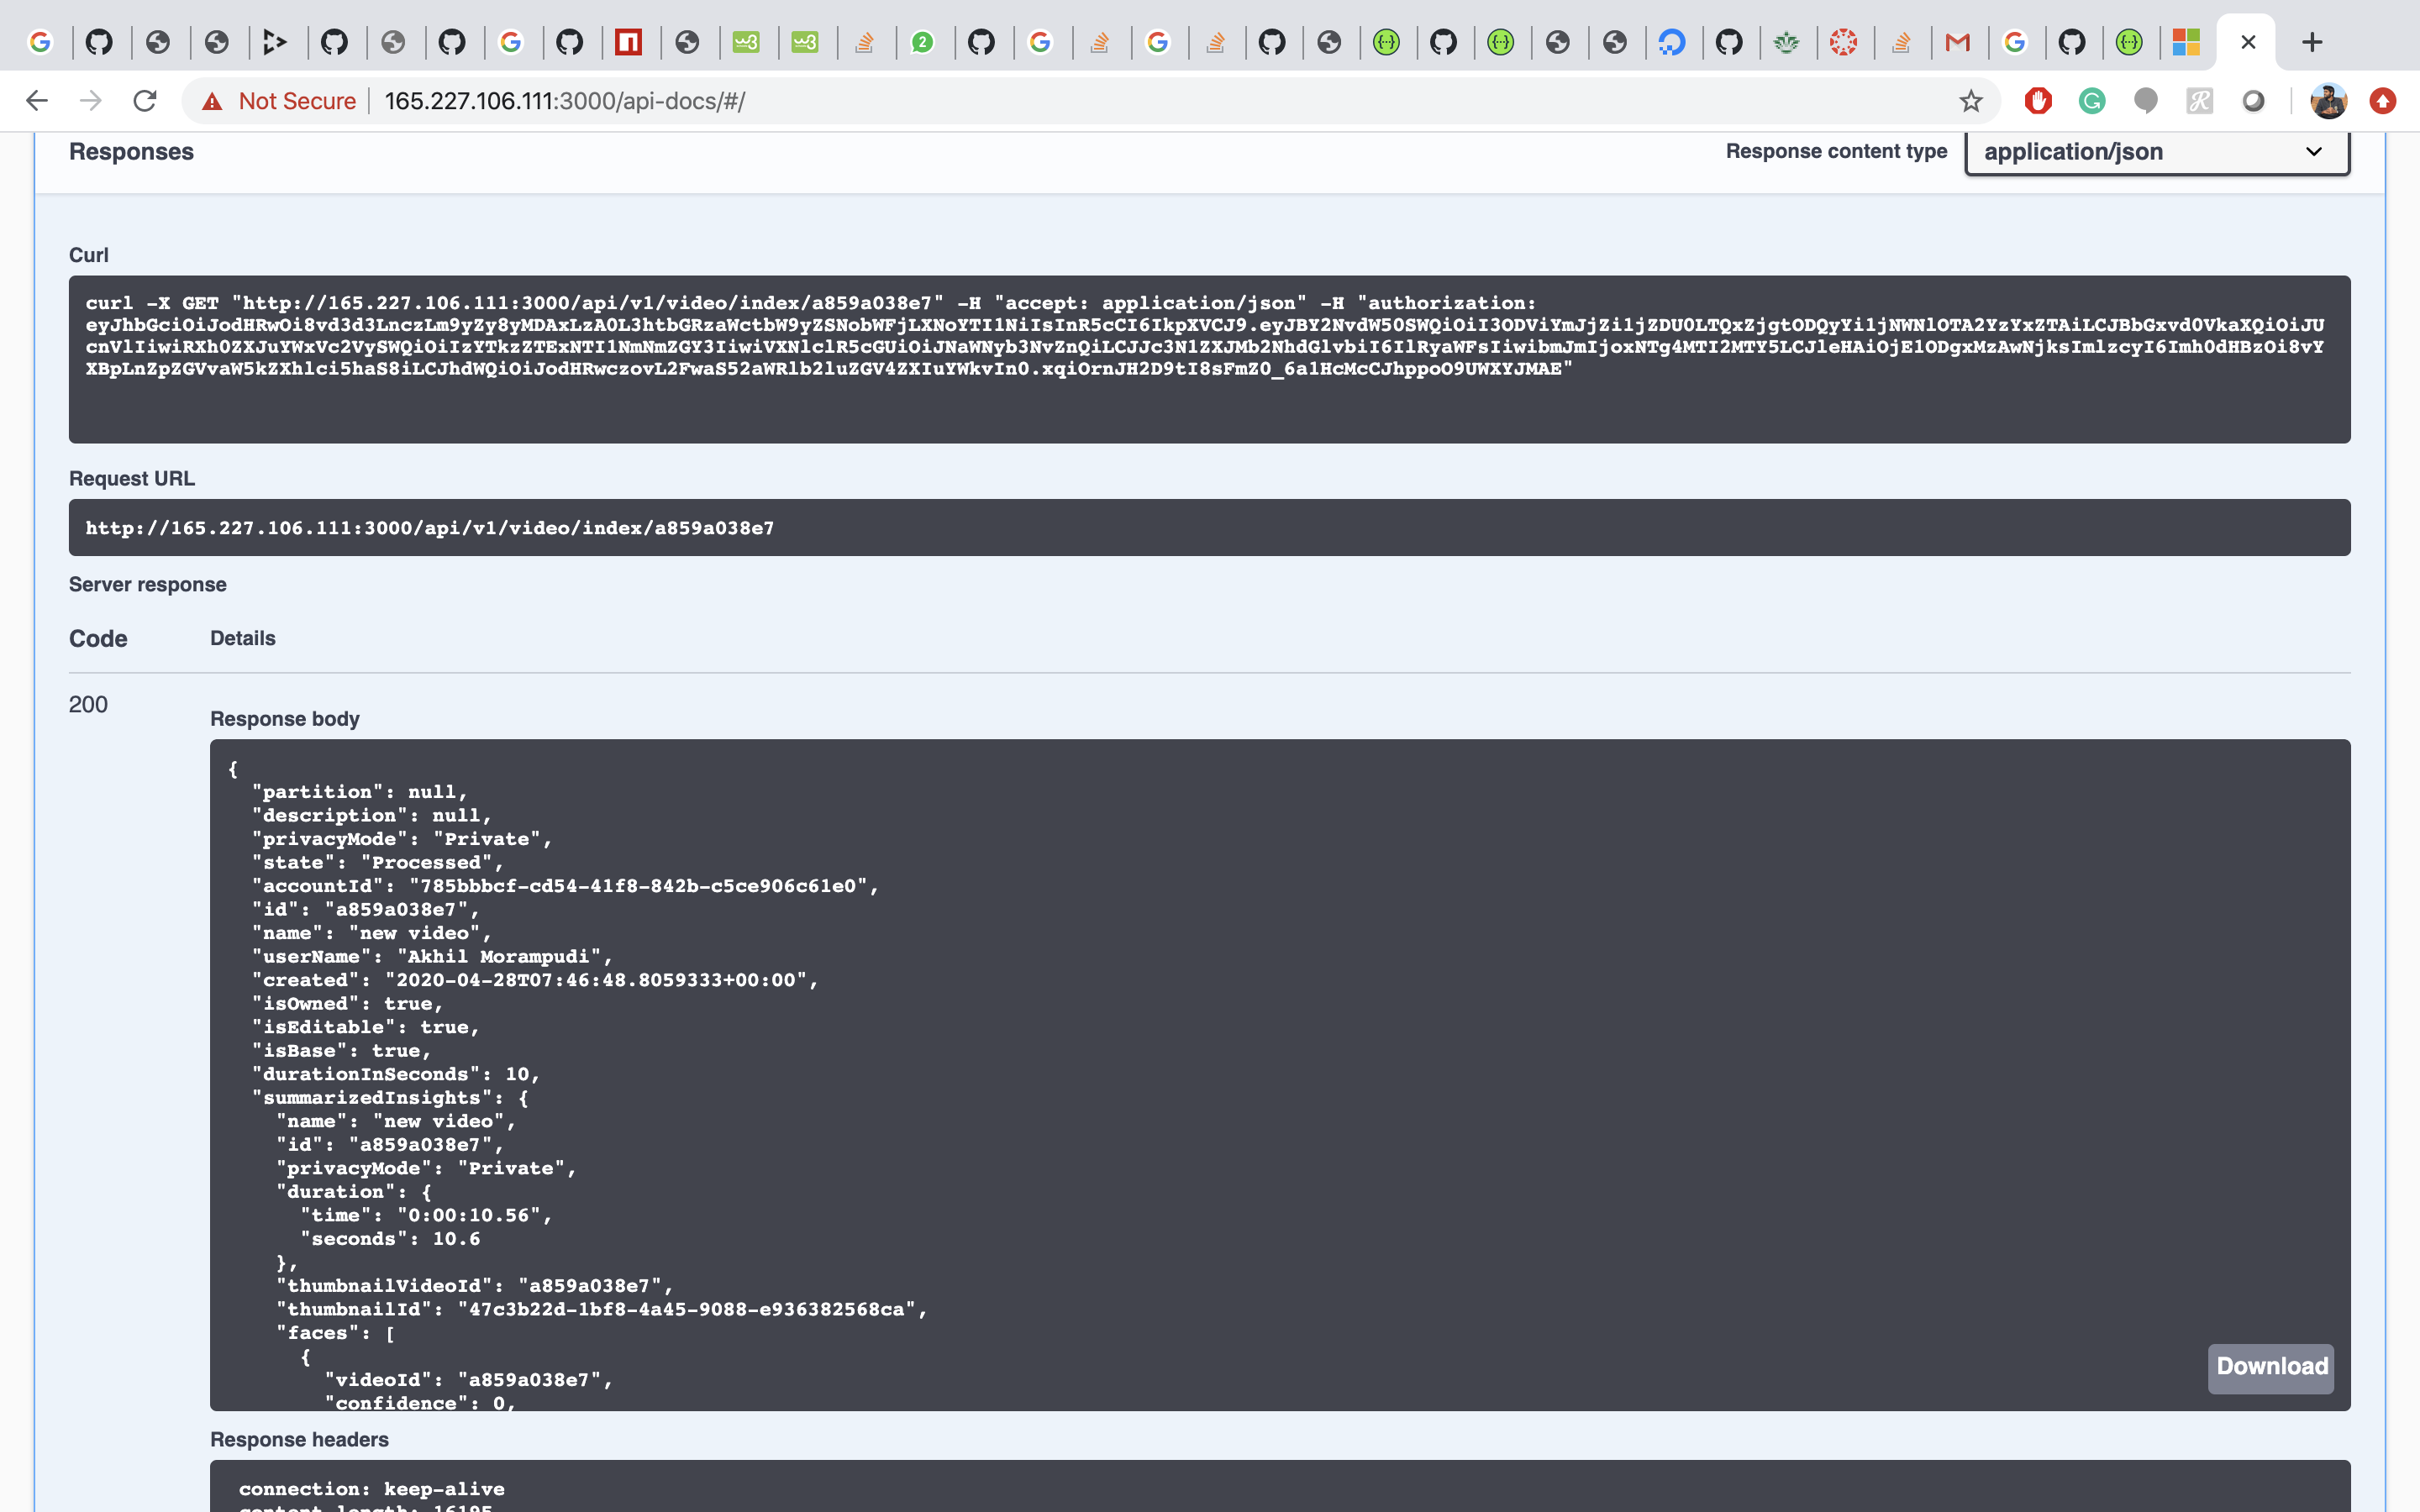 Not Secure 165.227.106.111:3000/api-docs/#/
Responses
Response content type application/json
Curl
curl -X GET "http://165.227.106.111:3000/api/v1/video/index/a859a038e7" -H "accept: application/json" -H "authorization:
Request URL
http://165.227.106.111:3000/api/v1/video/index/a859a038e7
Server response
Code Details
200
Response body
{
"partition": null,
"description": null,
"privacyMode": "Private",
"state": "Processed",
"accountId": "785bbbcf-cd54-41f8-842b-c5ce906c61e0",
"id": "a859a038e7",
"name": "new video",
"userName": "Akhil Morampudi",
"created": "2020-04-28T07:46:48.8059333+00:00",
"isOwned": true,
"isEditable": true,
"isBase": true,
"durationInSeconds": 10,
"summarizedInsights": {
"name": "new video",
"id": "a859a038e7",
"privacyMode": "Private",
"duration": {
"time": "0:00:10.56",
"seconds": 10.6
},
"thumbnailVideoId": "a859a038e7",
"thumbnailId": "47c3b22d-1bf8-4a45-9088-e936382568ca",
"faces": [
{
"videoId": "a859a038e7",
"confidence": 0,
Download
Response headers
connection: keep-alive
content-length: 16195